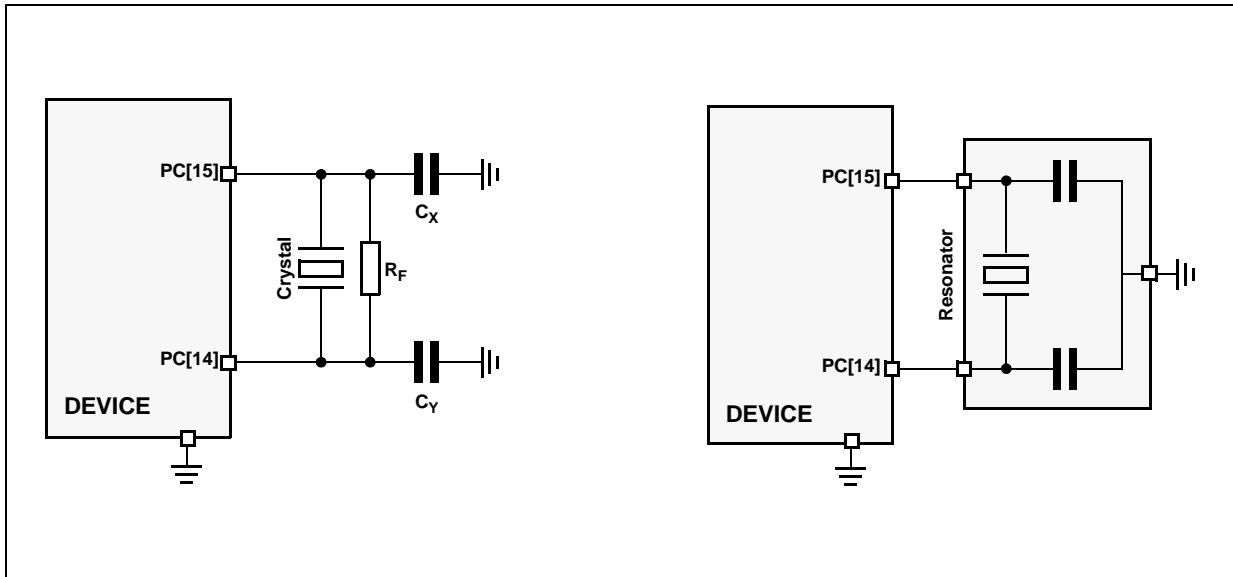 PC[15]
C_X
Crystal
R_F
PC[14]
C_Y
DEVICE
PC[15]
Resonator
PC[14]
DEVICE